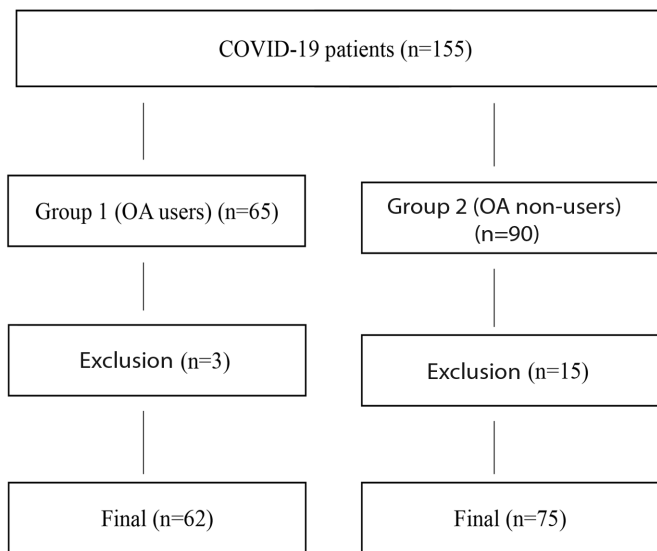 COVID-19 patients (n=155)
Group 1 (OA users) (n=65)
Group 2 (OA non-users)
(n=90)
Exclusion (n=3)
Exclusion (n=15)
Final (n=62)
Final (n=75)